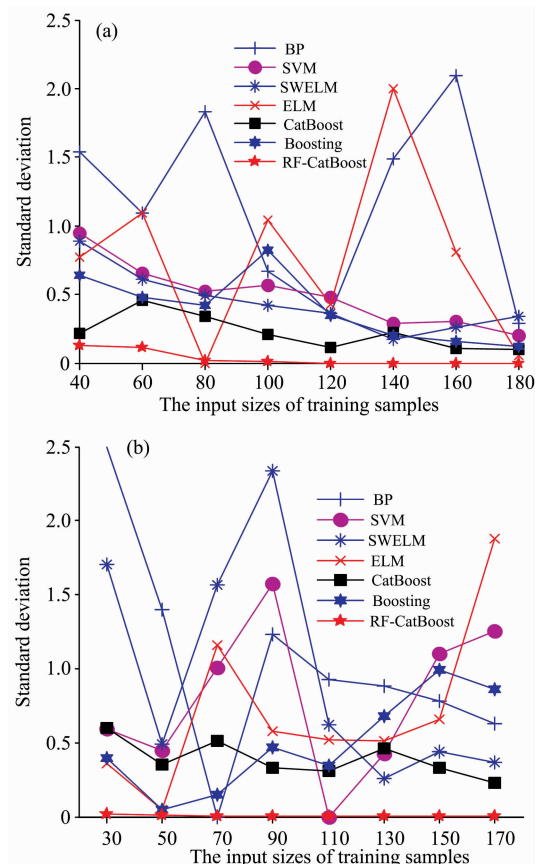 (a)
2.5
2.0
1.5
1.0
0.5
0
Standard deviation
BP
SVM
SWELM
ELM
CatBoost
Boosting
RF-CatBoost
40 60 80 100 120 140 160 180
The input sizes of training samples
(b)
2.5
2.0
1.5
1.0
0.5
0
Standard deviation
BP
SVM
SWELM
ELM
CatBoost
Boosting
RF-CatBoost
30 50 70 90 110 130 150 170
The input sizes of training samples